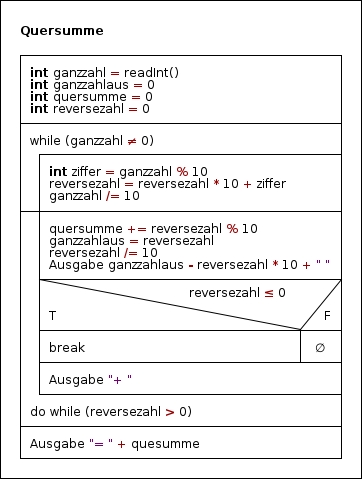 Quersumme
int ganzzahl = readInt()
int ganzzahlaus = 0
int quersumme = 0
int reversezahl = 0
while (ganzzahl ≠ 0)
int ziffer = ganzzahl % 10
reversezahl = reversezahl * 10 + ziffer
ganzzahl /= 10
quersumme += reversezahl % 10
ganzzahlaus = reversezahl
reversezahl /= 10
Ausgabe ganzzahlaus - reversezahl * 10 + " "
reversezahl ≤ 0
T F
break ∅
Ausgabe "+ "
do while (reversezahl > 0)
Ausgabe "= " + quesumme